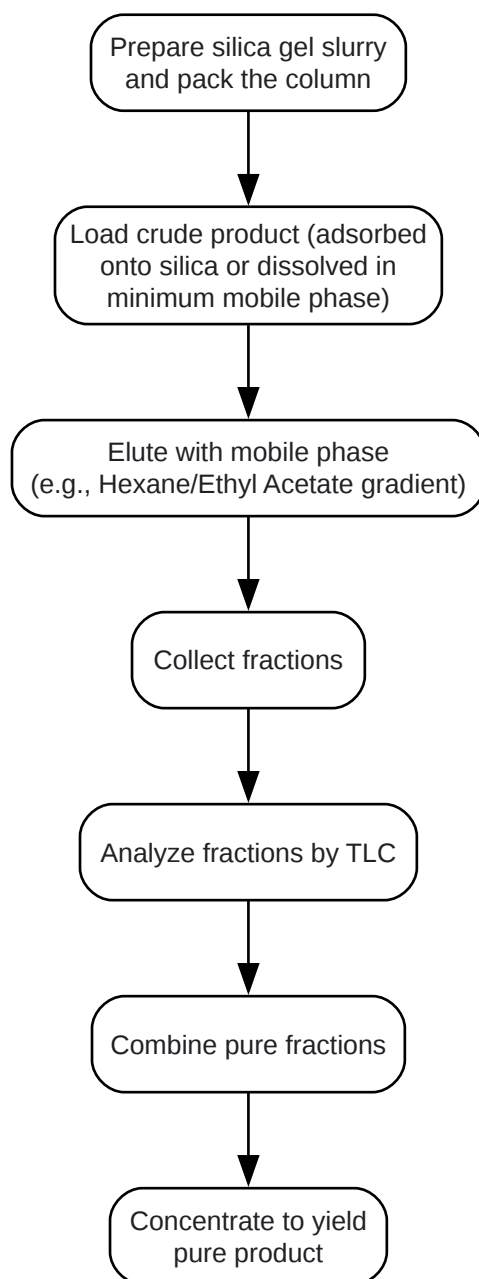 Prepare silica gel slurry
and pack the column
Load crude product (adsorbed
onto silica or dissolved in
minimum mobile phase)
Elute with mobile phase
(e.g., Hexane/Ethyl Acetate gradient)
Collect fractions
Analyze fractions by TLC
Combine pure fractions
Concentrate to yield
pure product